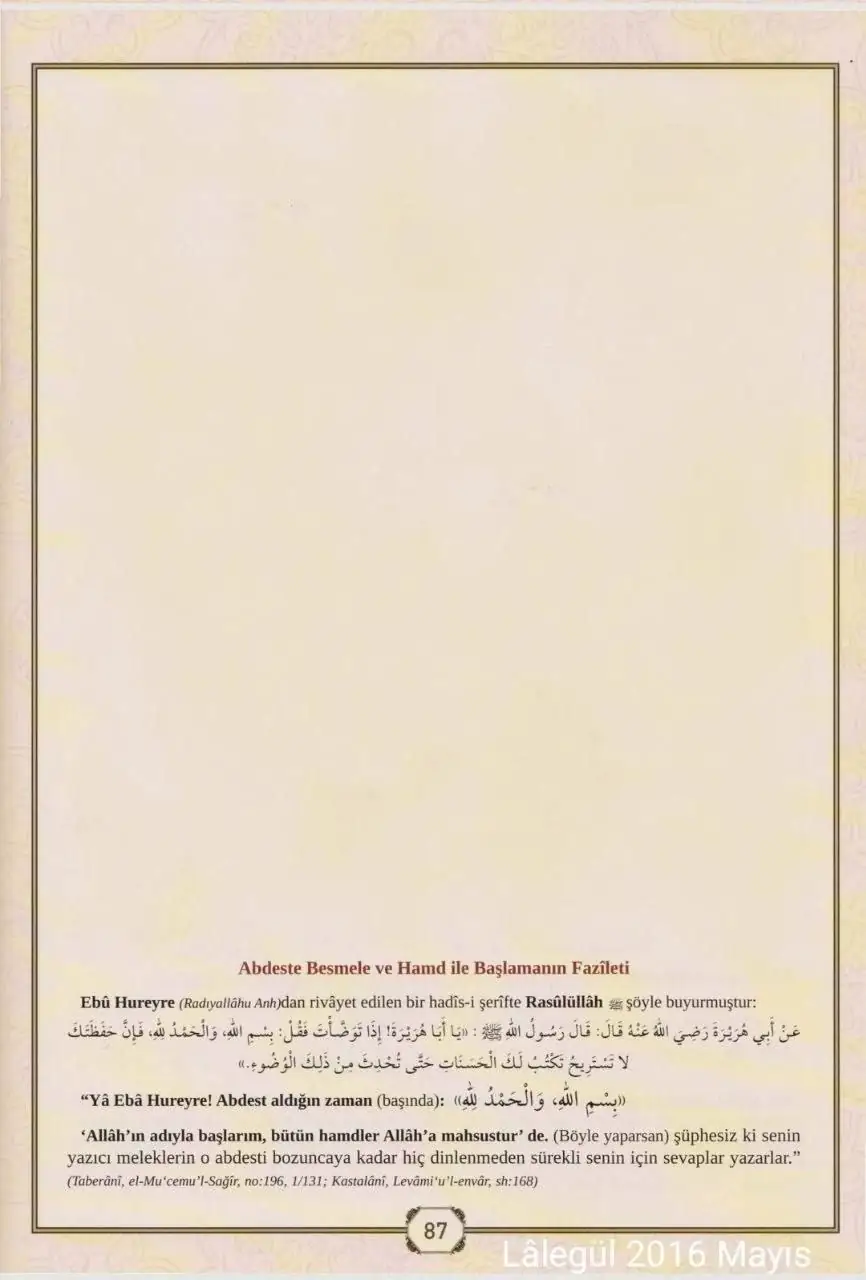 Abdeste Besmele ve Hamd ile Başlamanın Fazîleti
Ebû Hureyre (Radıyallâhu Anh)dan rivâyet edilen bir hadîs-i şerîfte Rasûlüllâh ﷺ şöyle buyurmuştur:
عَنْ أَبِي هُرَيْرَةَ رَضِيَ اللهُ عَنْهُ قَالَ: قَالَ رَسُولُ اللهِ ﷺ : «يَا أَبَا هُرَيْرَةَ! إِذَا تَوَضَّأْتَ فَقُلْ: بِسْمِ اللهِ، وَالْحَمْدُ لِلهِ، فَإِنَّ حَفَظَتَكَ
لَا تَسْتَرِيحُ تَكْتُبُ لَكَ الْحَسَنَاتِ حَتَّى تُحْدِثَ مِنْ ذَلِكَ الْوُضُوءِ.»
“Yâ Ebâ Hureyre! Abdest aldığın zaman (başında): «بِسْمِ اللهِ، وَالْحَمْدُ لِلهِ»
‘Allâh’ın adıyla başlarım, bütün hamdler Allâh’a mahsustur’ de. (Böyle yaparsan) şüphesiz ki senin
yazıcı meleklerin o abdesti bozuncaya kadar hiç dinlenmeden sürekli senin için sevaplar yazarlar.”
(Taberânî, el-Mu‘cemu’l-Sağîr, no:196, 1/131; Kastalânî, Levâmi‘u’l-envâr, sh:168)
87
Lâlegül 2016 Mayıs